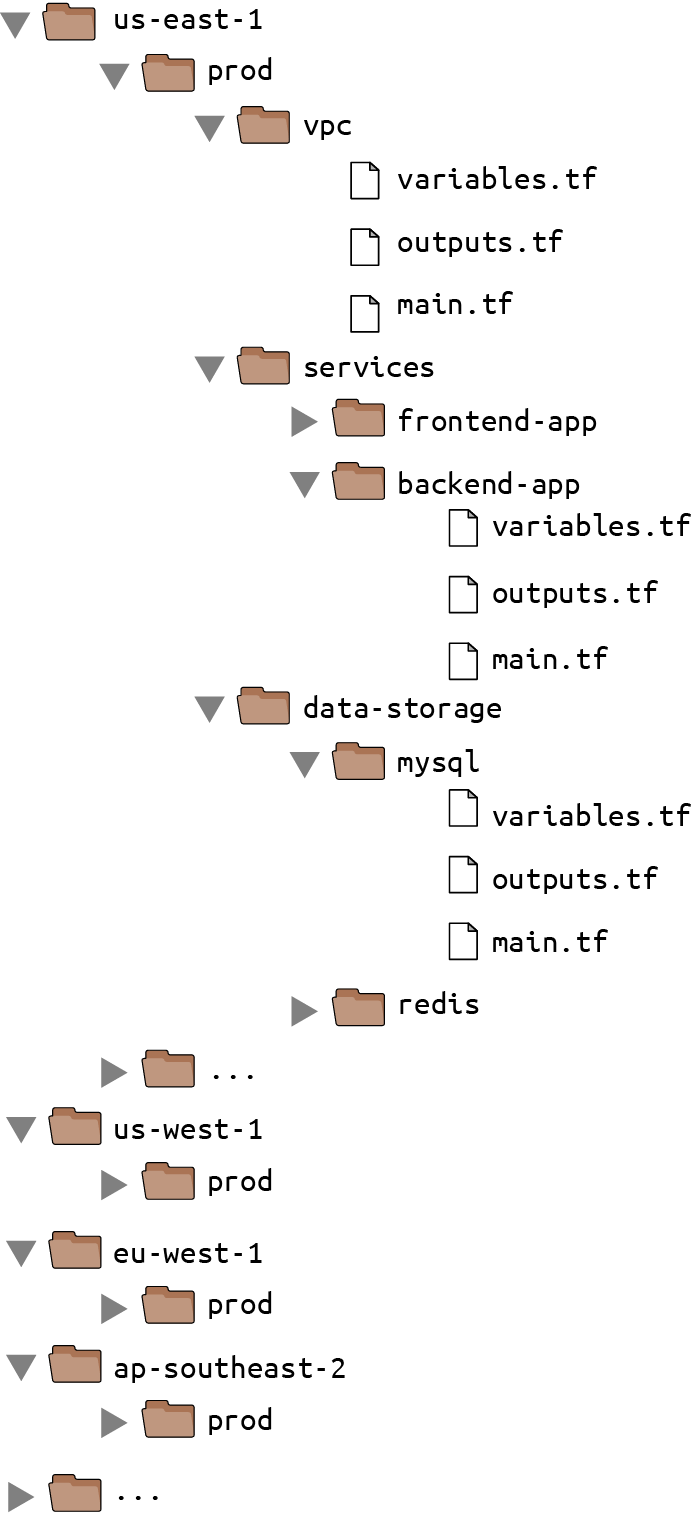 us-east-1
prod
vpc
variables.tf
outputs.tf
main.tf
services
frontend-app
backend-app
variables.tf
outputs.tf
main.tf
data-storage
mysql
variables.tf
outputs.tf
main.tf
redis
...
us-west-1
prod
eu-west-1
prod
ap-southeast-2
prod
...